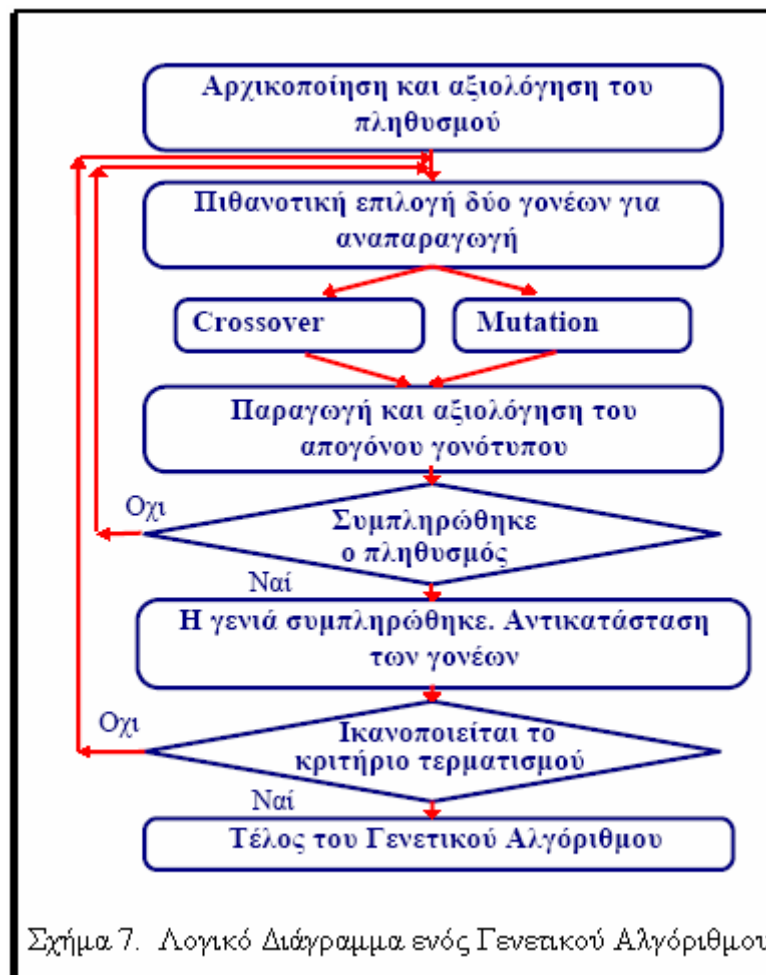 Αρχικοποίηση και αξιολόγηση του
πληθυσμού
Πιθανοτική επιλογή δύο γονέων για
αναπαραγωγή
Crossover
Mutation
Παραγωγή και αξιολόγηση του
απογόνου γονότυπου
Οχι
Συμπληρώθηκε
ο πληθυσμός
Ναί
Η γενιά συμπληρώθηκε. Αντικατάσταση
των γονέων
Οχι
Ικανοποιείται το
κριτήριο τερματισμού
Ναί
Τέλος του Γενετικού Αλγόριθμου
Σχήμα 7. Λογικό Διάγραμμα ενός Γενετικού Αλγόριθμου